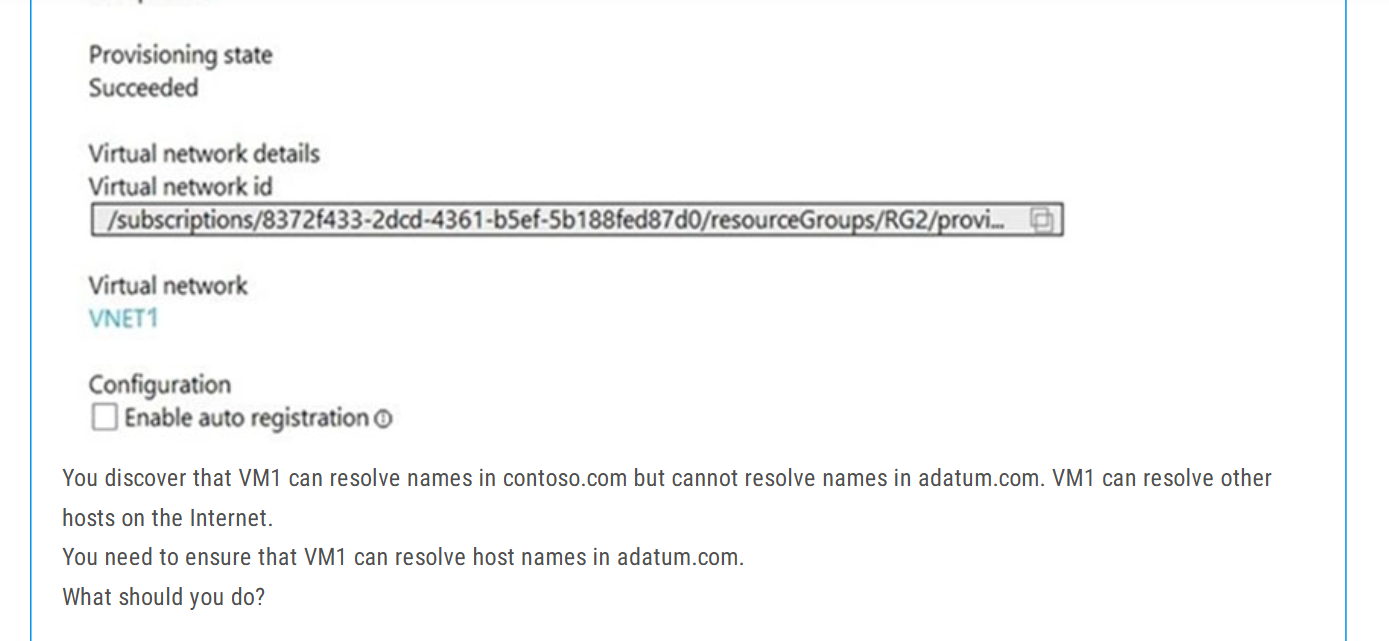 Provisioning state
Succeeded
Virtual network details
Virtual network id
/subscriptions/8372f433-2dcd-4361-b5ef-5b188fed87d0/resourceGroups/RG2/provi...
Virtual network
VNET1
Configuration
Enable auto registration
You discover that VM1 can resolve names in contoso.com but cannot resolve names in adatum.com. VM1 can resolve other
hosts on the Internet.
You need to ensure that VM1 can resolve host names in adatum.com.
What should you do?